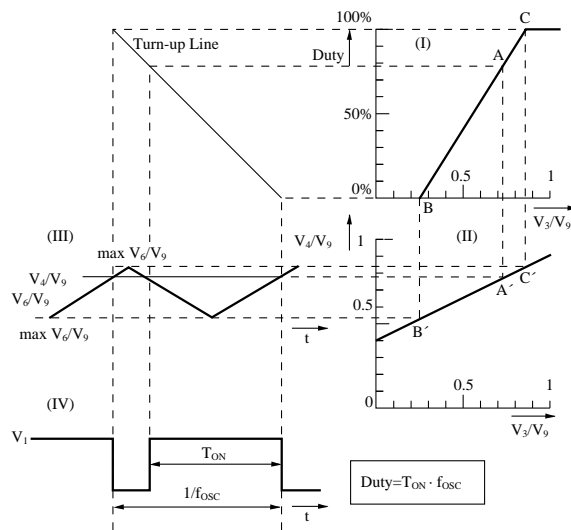 100%
C
Turn-up Line
(I)
Duty
A
50%
0.5
1
0%
B
V3/V9
(III)
max V6/V9
V4/V9
1
(II)
V4/V9
V6/V9
A´
C´
0.5
B´
max V6/V9
t
(IV)
0.5
1
0
V1
V3/V9
TON
Duty=TON · fOSC
1/fOSC
t